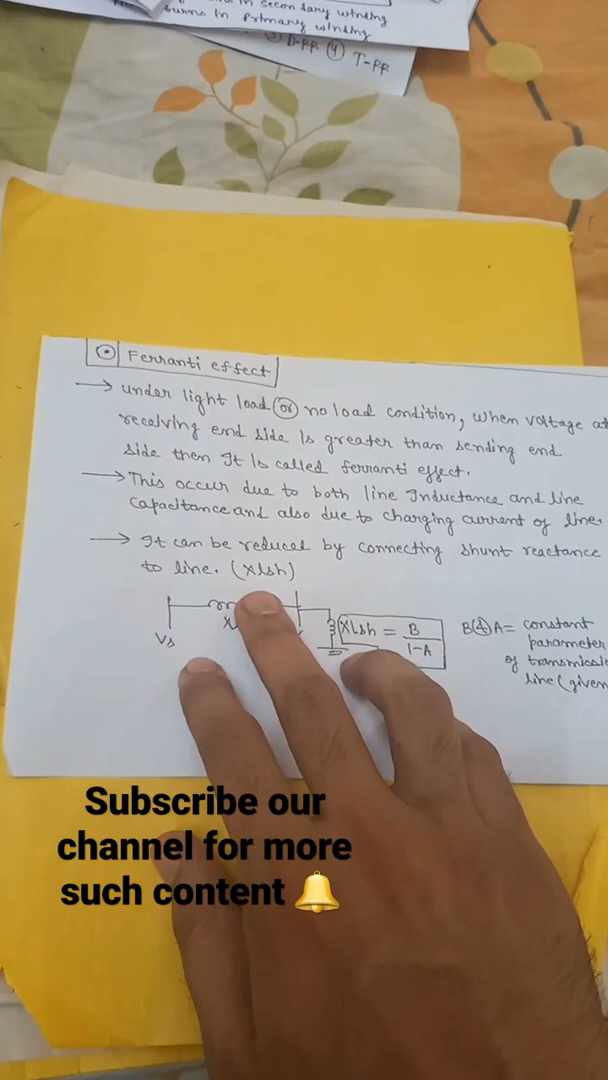 in secondary winding
turns in Primary winding
③ D-PR ④ T-PR
⊙ Ferranti effect
→ under light load (or) no load condition, when voltage at
receiving end side is greater than sending end
side then It is called ferranti effect.
→ This occur due to both line Inductance and line
capacitance and also due to charging current of line.
→ It can be reduced by connecting shunt reactance
to line. (XLsh)
Vs
X
XLsh = B / 1-A
B & A = constant
parameter
of
line (given
Subscribe our
channel for more
such content 🔔